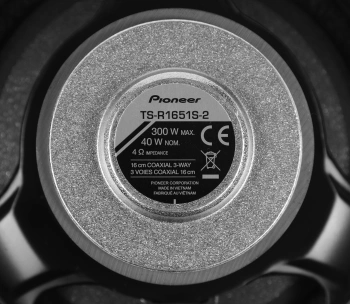 Pioneer
TS-R1651S-2
300 W MAX.
40 W NOM.
4 Ω IMPEDANCE
CE
16 cm COAXIAL 3-WAY
3 VOIES COAXIAL 16 cm
PIONEER CORPORATION
MADE IN VIETNAM
FABRIQUÉ AU VIÊTNAM